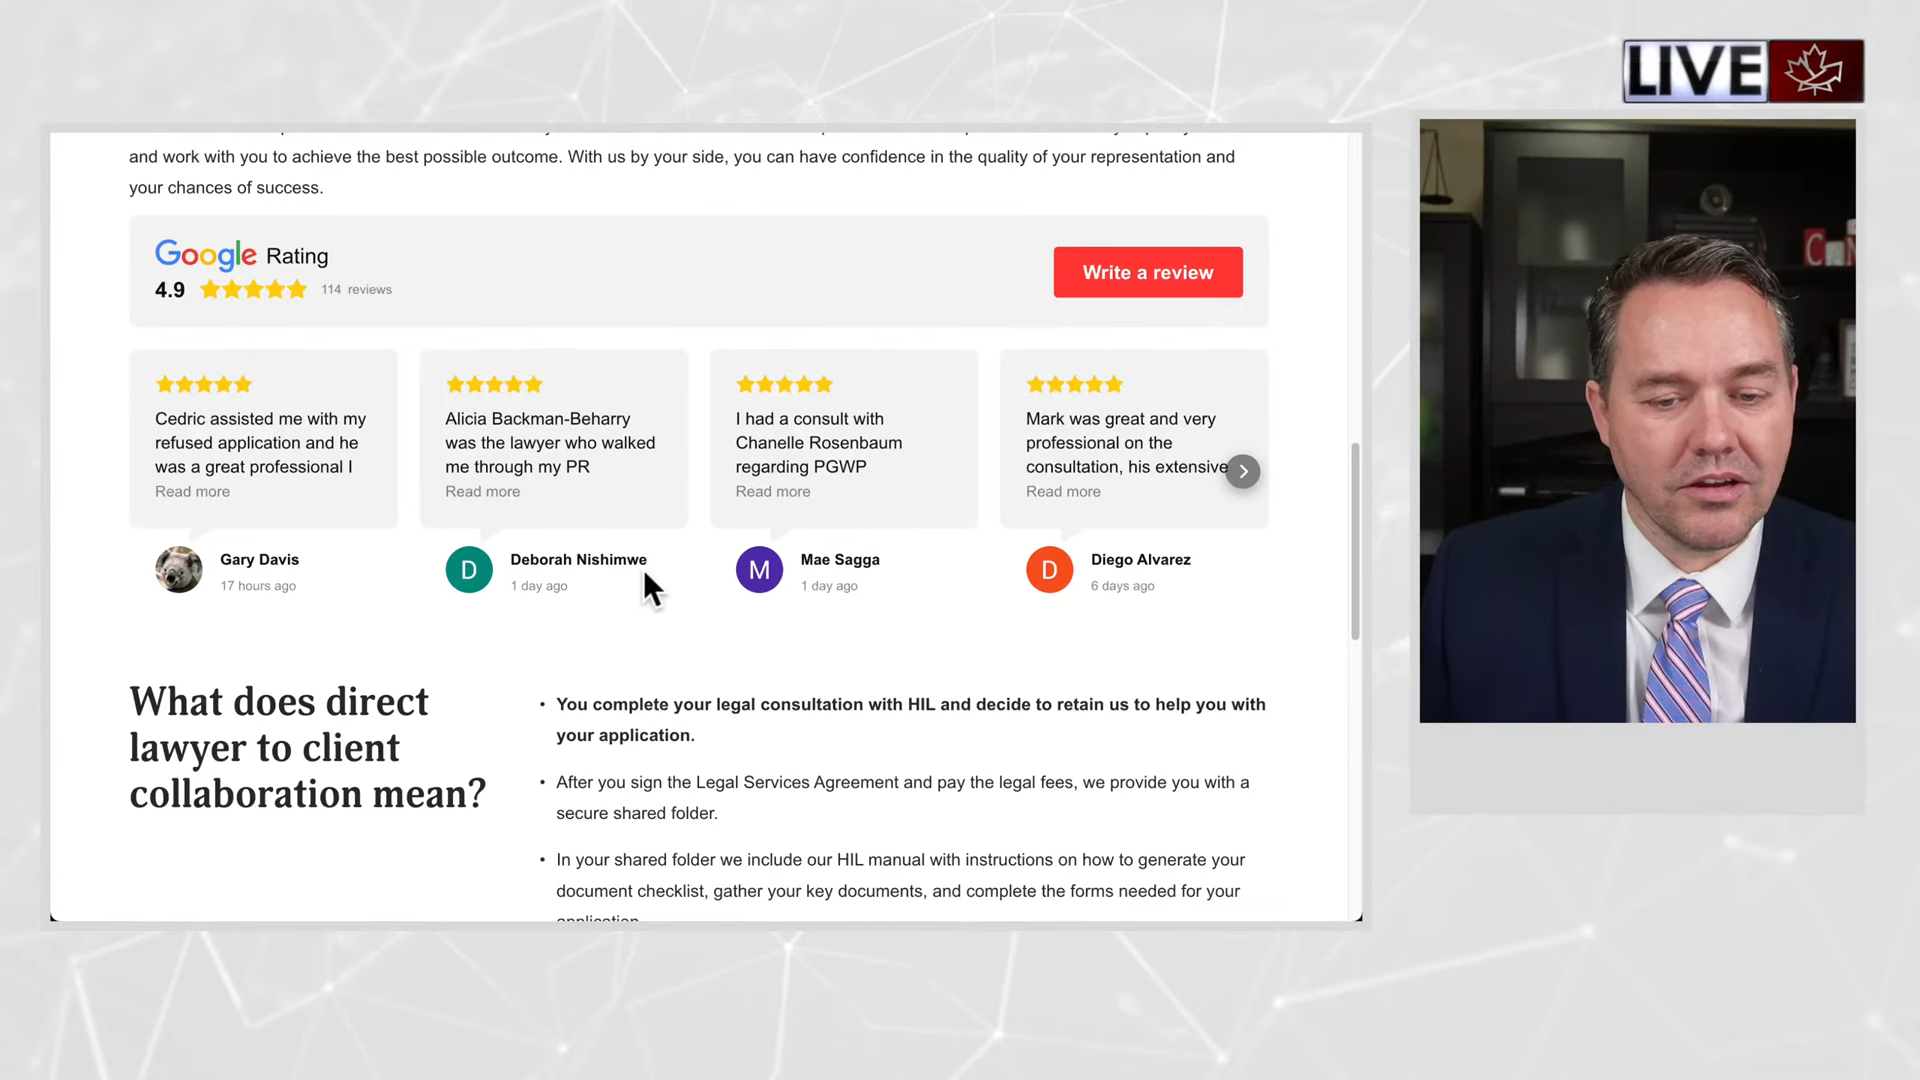 LIVE
and work with you to achieve the best possible outcome. With us by your side, you can have confidence in the quality of your representation and
your chances of success.
Google Rating
4.9 114 reviews
Write a review
Cedric assisted me with my
refused application and he
was a great professional I
Read more
Gary Davis
17 hours ago
Alicia Backman-Beharry
was the lawyer who walked
me through my PR
Read more
D
Deborah Nishimwe
1 day ago
I had a consult with
Chanelle Rosenbaum
regarding PGWP
Read more
M
Mae Sagga
1 day ago
Mark was great and very
professional on the
consultation, his extensive
Read more
D
Diego Alvarez
6 days ago
What does direct
lawyer to client
collaboration mean?
• You complete your legal consultation with HIL and decide to retain us to help you with
your application.
• After you sign the Legal Services Agreement and pay the legal fees, we provide you with a
secure shared folder.
• In your shared folder we include our HIL manual with instructions on how to generate your
document checklist, gather your key documents, and complete the forms needed for your
application.